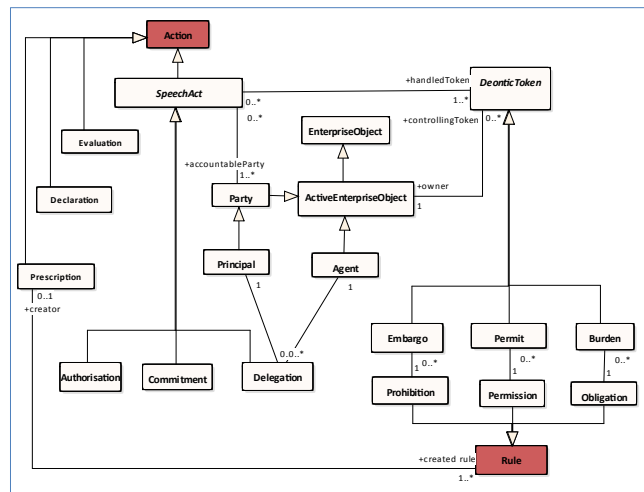 Action
SpeechAct
+handledToken
DeonticToken
0..*
1..*
0..*
+controllingToken
0..*
Evaluation
EnterpriseObject
+accountableParty
1..*
+owner
Declaration
Party
ActiveEnterpriseObject
1
Principal
Agent
Prescription
1
1
0..1
+creator
Embargo
Permit
Burden
0..0..*
1
0..*
0..*
0..*
Authorisation
Commitment
Delegation
1
1
Prohibition
Permission
Obligation
+created rule
Rule
1..*